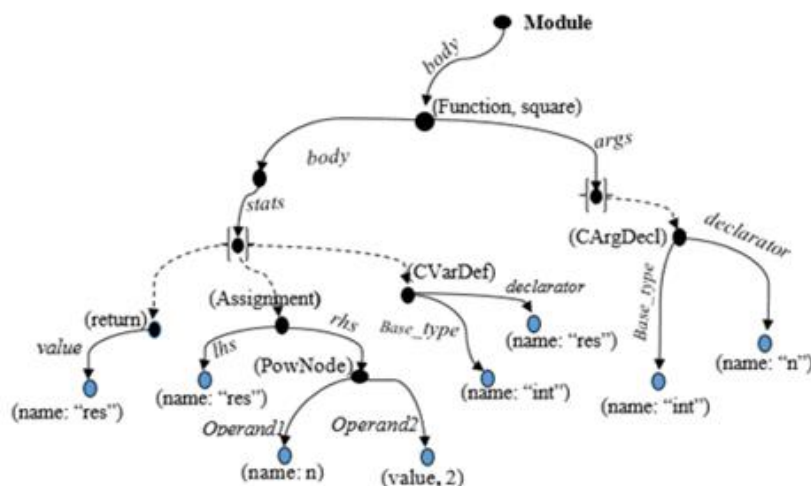 Module
body
(Function, square)
body
args
stats
(CArgDecl)
declarator
(CVarDef)
declarator
(Assignment)
(return)
rhs
Base_type
Base_type
value
lhs
(name: “res”)
(name: “n”)
(PowNode)
(name: “res”)
(name: “res”)
(name: “int”)
(name: “int”)
Operand1
Operand2
(name: n)
(value, 2)